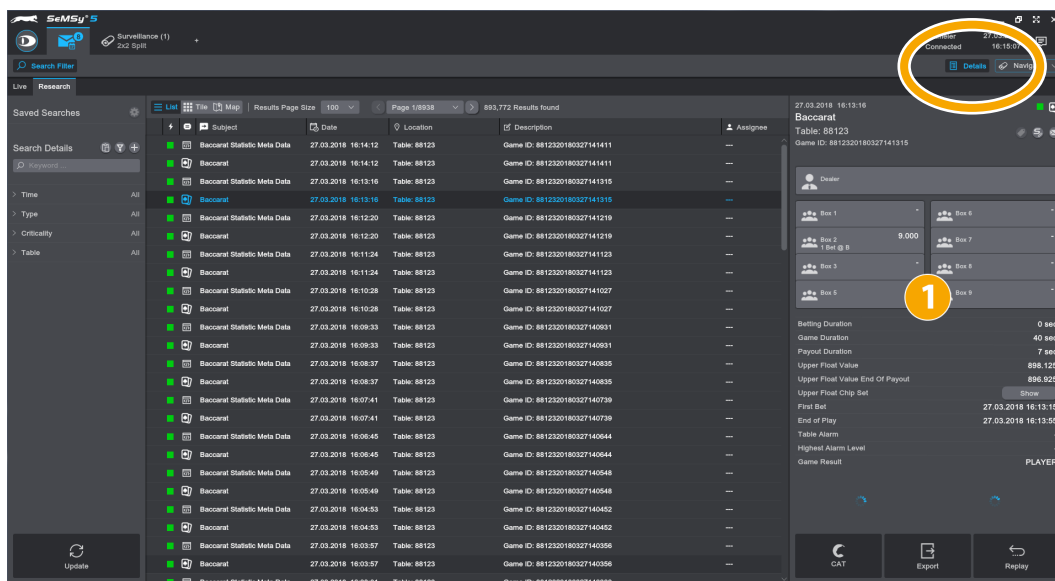 SeMSy® 5
8
Surveillance (1)
2x2 Split
+
Connected
16:15:07
Search Filter
Details
Navig
Live
Research
Saved Searches
List
Tile
Map
Results Page Size
100
Page 1/8938
893,772 Results found
27.03.2018 16:13:16
Baccarat
Table: 88123
Game ID: 8812320180327141315
Search Details
Keyword ...
Time All
Type All
Criticality All
Table All
Subject Date Location Description Assignee
Baccarat Statistic Meta Data 27.03.2018 16:14:12 Table: 88123 Game ID: 8812320180327141411 ---
Baccarat 27.03.2018 16:14:12 Table: 88123 Game ID: 8812320180327141411 ---
Baccarat Statistic Meta Data 27.03.2018 16:13:16 Table: 88123 Game ID: 8812320180327141315 ---
Baccarat 27.03.2018 16:13:16 Table: 88123 Game ID: 8812320180327141315 ---
Baccarat Statistic Meta Data 27.03.2018 16:12:20 Table: 88123 Game ID: 8812320180327141219 ---
Baccarat 27.03.2018 16:12:20 Table: 88123 Game ID: 8812320180327141219 ---
Baccarat Statistic Meta Data 27.03.2018 16:11:24 Table: 88123 Game ID: 8812320180327141123 ---
Baccarat 27.03.2018 16:11:24 Table: 88123 Game ID: 8812320180327141123 ---
Baccarat Statistic Meta Data 27.03.2018 16:10:28 Table: 88123 Game ID: 8812320180327141027 ---
Baccarat 27.03.2018 16:10:28 Table: 88123 Game ID: 8812320180327141027 ---
Baccarat Statistic Meta Data 27.03.2018 16:09:33 Table: 88123 Game ID: 8812320180327140931 ---
Baccarat 27.03.2018 16:09:33 Table: 88123 Game ID: 8812320180327140931 ---
Baccarat Statistic Meta Data 27.03.2018 16:08:37 Table: 88123 Game ID: 8812320180327140835 ---
Baccarat 27.03.2018 16:08:37 Table: 88123 Game ID: 8812320180327140835 ---
Baccarat Statistic Meta Data 27.03.2018 16:07:41 Table: 88123 Game ID: 8812320180327140739 ---
Baccarat 27.03.2018 16:07:41 Table: 88123 Game ID: 8812320180327140739 ---
Baccarat Statistic Meta Data 27.03.2018 16:06:45 Table: 88123 Game ID: 8812320180327140644 ---
Baccarat 27.03.2018 16:06:45 Table: 88123 Game ID: 8812320180327140644 ---
Baccarat Statistic Meta Data 27.03.2018 16:05:49 Table: 88123 Game ID: 8812320180327140548 ---
Baccarat 27.03.2018 16:05:49 Table: 88123 Game ID: 8812320180327140548 ---
Baccarat Statistic Meta Data 27.03.2018 16:04:53 Table: 88123 Game ID: 8812320180327140452 ---
Baccarat 27.03.2018 16:04:53 Table: 88123 Game ID: 8812320180327140452 ---
Baccarat Statistic Meta Data 27.03.2018 16:03:57 Table: 88123 Game ID: 8812320180327140356 ---
Baccarat 27.03.2018 16:03:57 Table: 88123 Game ID: 8812320180327140356 ---
Dealer
Box 1 - Box 6 -
Box 2 9.000 Box 7 -
1 Bet @ B
Box 3 - Box 8 -
Box 5 Box 9 -
1
Betting Duration 0 sec
Game Duration 40 sec
Payout Duration 7 sec
Upper Float Value 898.125
Upper Float Value End Of Payout 896.925
Upper Float Chip Set Show
First Bet 27.03.2018 16:13:15
End of Play 27.03.2018 16:13:55
Table Alarm
Highest Alarm Level
Game Result PLAYER
Update
CAT
Export
Replay